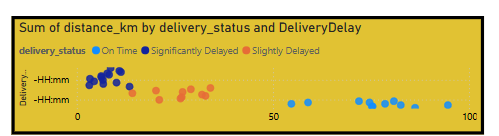 Sum of distance_km by delivery_status and DeliveryDelay
delivery_status On Time Significantly Delayed Slightly Delayed
Delivery...
-HH:mm
-HH:mm
0 50 100